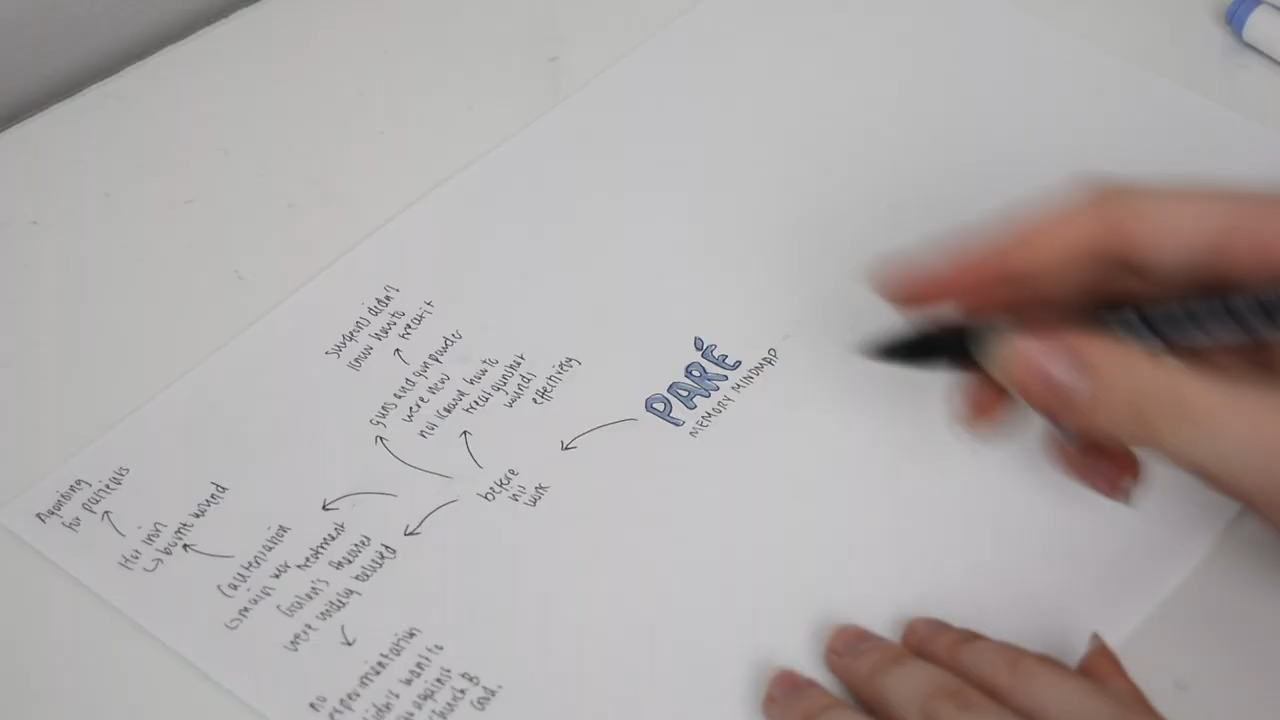 PARÉ
MEMORY MINDMAP
before
his
work
not known how to
treat gunshot
wounds
effectively
guns and gunpowder
were new
surgeons didn't
know how to
treat it
Cauterisation
↳ main wor treatment
Hot iron
↳ burnt wound
Agonising
for patients
Galen's theories
were widely believed
no
experimentation
didn't want to
go against
church &
God.